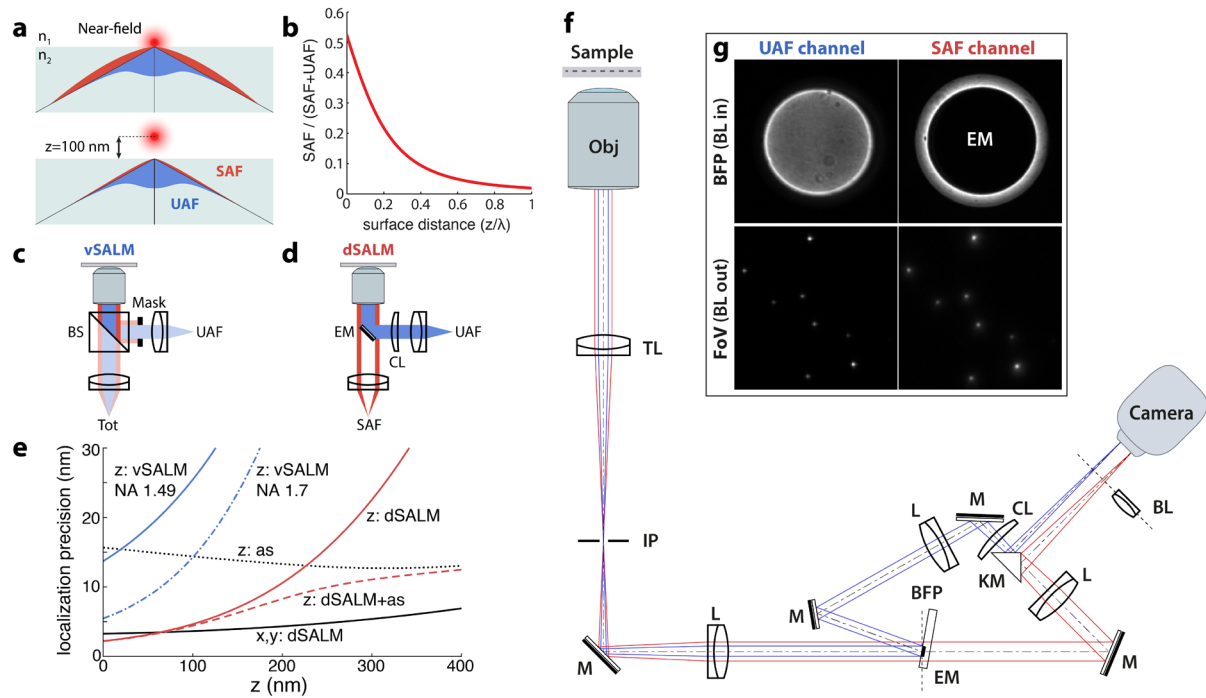 a
Near-field
n1
n2
z=100 nm
SAF
UAF
b
SAF / (SAF+UAF)
0.6
0.5
0.4
0.3
0.2
0.1
0
0 0.2 0.4 0.6 0.8 1
surface distance (z/λ)
c
vSALM
Mask
BS
UAF
Tot
d
dSALM
EM
CL
UAF
SAF
e
localization precision (nm)
30
25
20
15
10
5
0
z: vSALM
NA 1.49
z: vSALM
NA 1.7
z: dSALM
z: as
z: dSALM+as
x,y: dSALM
0 100 200 300 400
z (nm)
f
Sample
Obj
TL
IP
M
L
BFP
EM
M
L
M
CL
KM
L
M
BL
Camera
g
UAF channel
SAF channel
BFP (BL in)
EM
FoV (BL out)